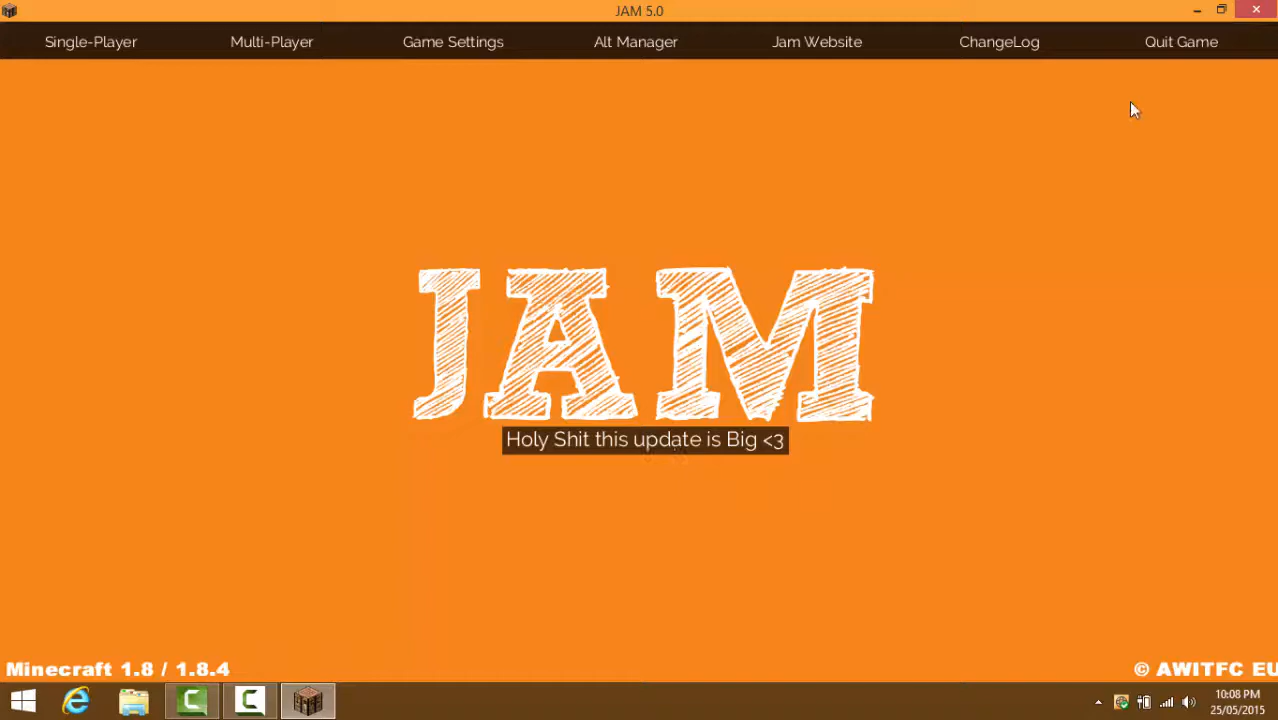 JAM 5.0
Single-Player Multi-Player Game Settings Alt Manager Jam Website ChangeLog Quit Game
JAM
Holy Shit this update is Big <3
Minecraft 1.8 / 1.8.4
© AWITFC EU
10:08 PM
25/05/2015